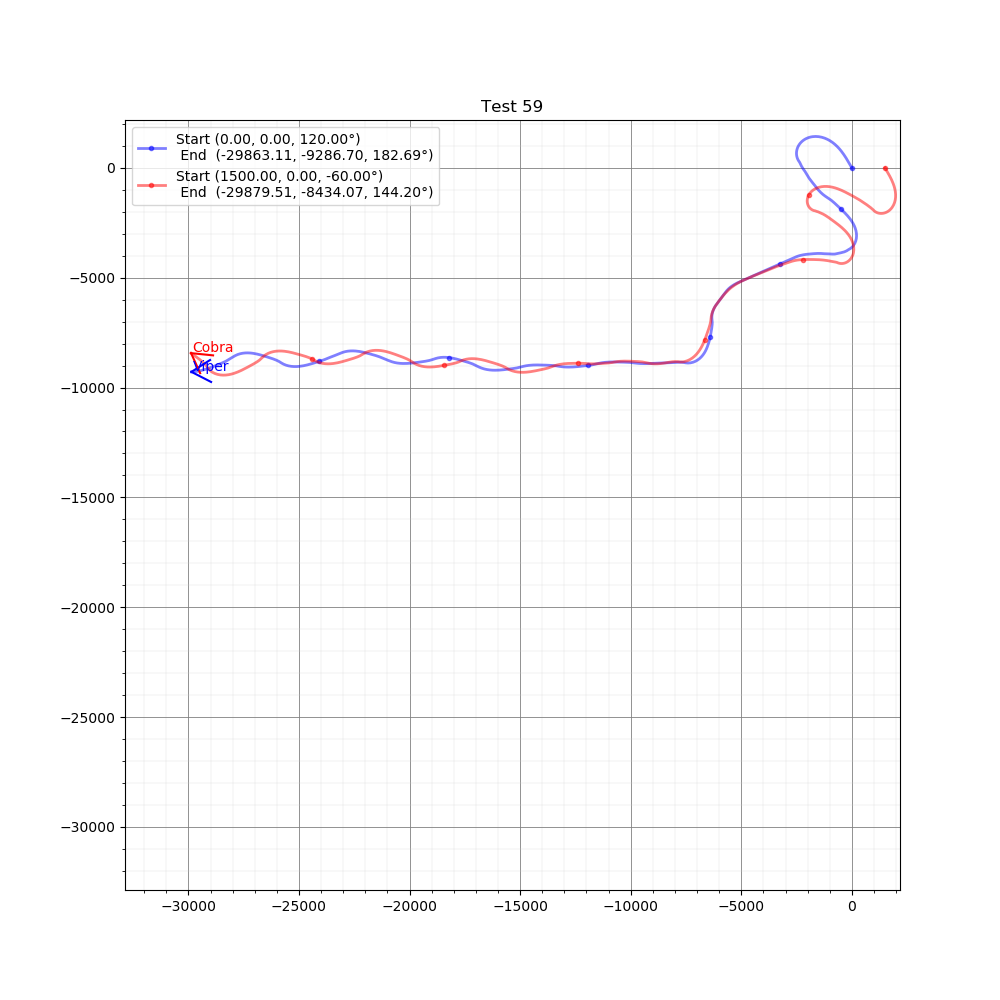 Test 59
Start (0.00, 0.00, 120.00°)
End (-29863.11, -9286.70, 182.69°)
Start (1500.00, 0.00, -60.00°)
End (-29879.51, -8434.07, 144.20°)
0
−5000
−10000
−15000
−20000
−25000
−30000
Cobra
Viper
−30000 −25000 −20000 −15000 −10000 −5000 0